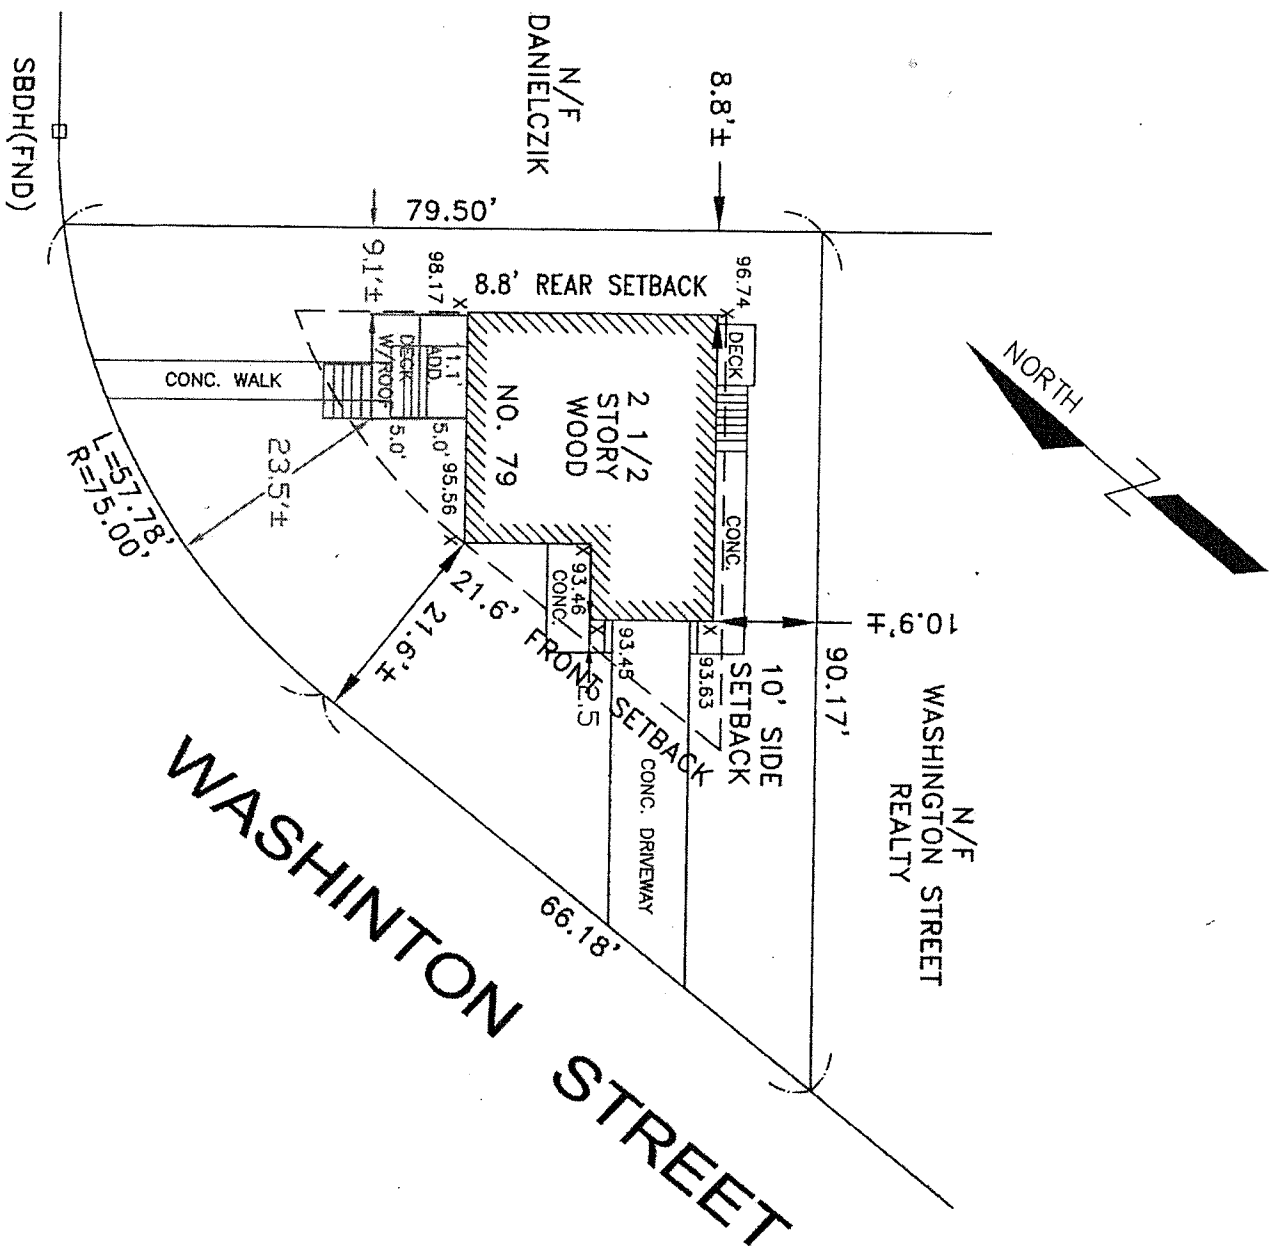 SBDH(FND)
N/F
DANIELCZIK
8.8'±
79.50'
9.1'±
98.17
8.8' REAR SETBACK
96.74
DECK
1.1'
ADD.
DECK
W/ROOF
5.0'
5.0'
95.56
CONC. WALK
NO. 79
2 1/2
STORY
WOOD
CONC.
NORTH
L=57.78'
R=75.00'
23.5'±
21.6'±
21.6' FRONT SETBACK
93.46
CONC.
93.45
93.63
2.5
10' SIDE
SETBACK
10.9'±
90.17'
N/F
WASHINGTON STREET
REALTY
CONC. DRIVEWAY
66.18'
WASHINTON STREET